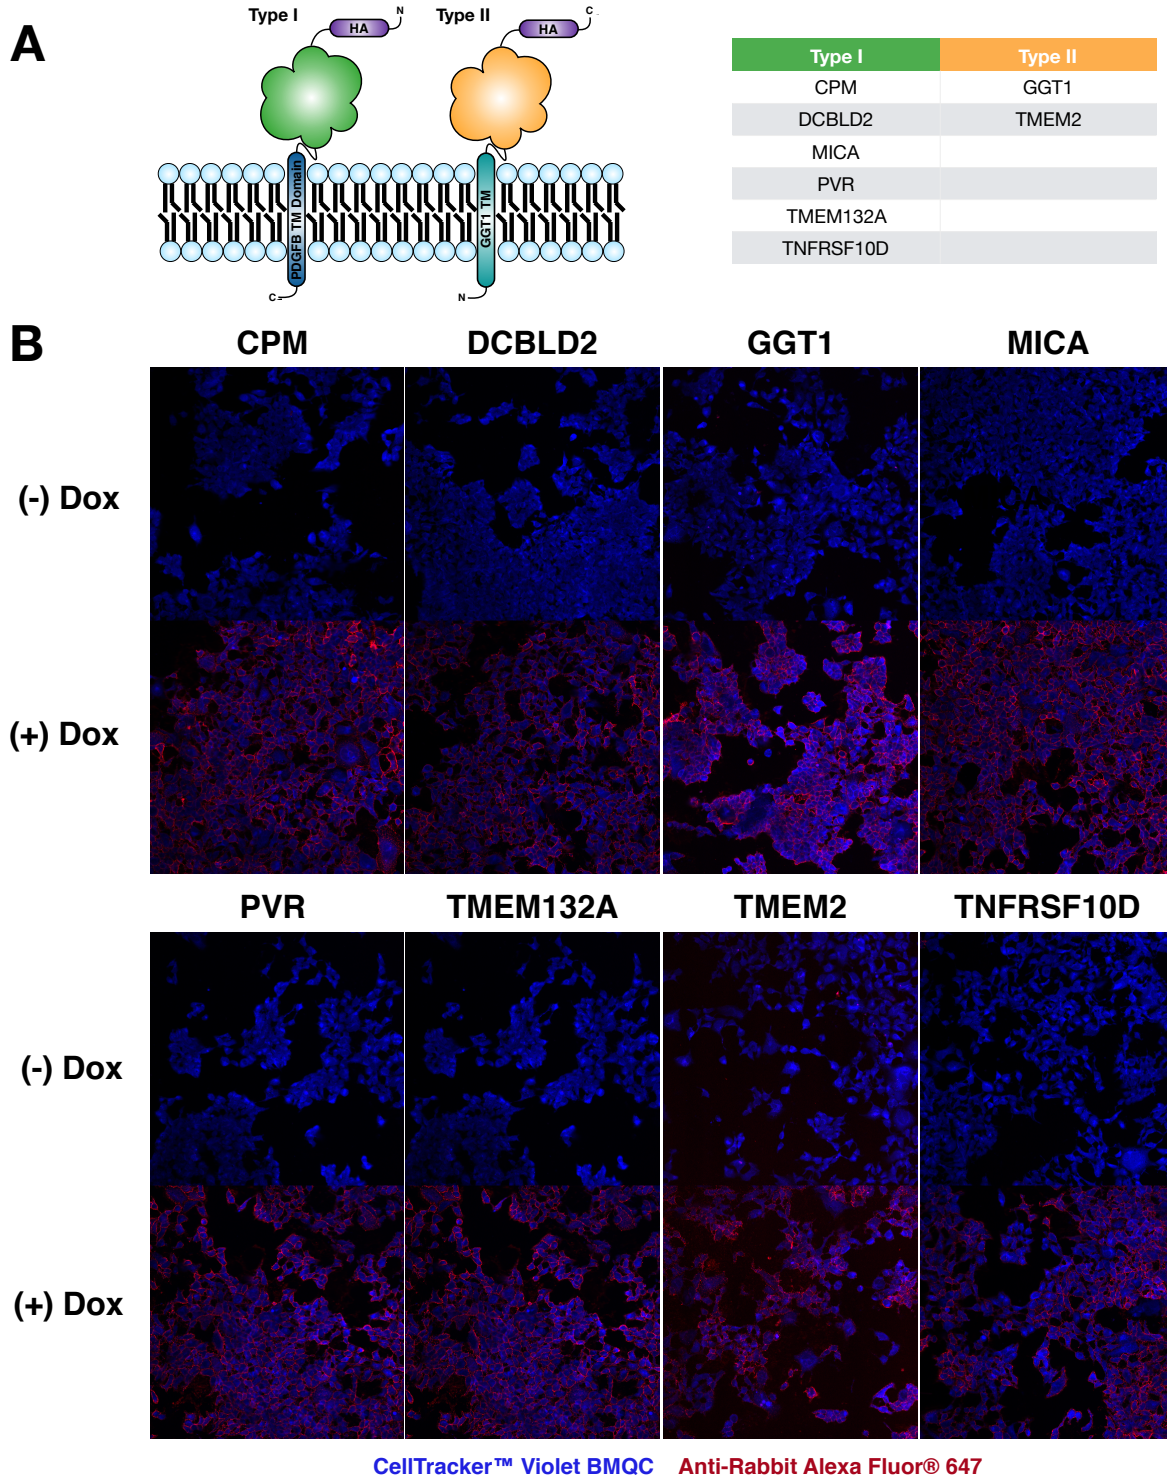 A
Type I
N
HA
Type II
C
HA
PDGFB TM Domain
GGT1 TM
C
N
Type I Type II
CPM GGT1
DCBLD2 TMEM2
MICA
PVR
TMEM132A
TNFRSF10D
B
CPM DCBLD2 GGT1 MICA
(-) Dox
(+) Dox
PVR TMEM132A TMEM2 TNFRSF10D
(-) Dox
(+) Dox
CellTracker™ Violet BMQC Anti-Rabbit Alexa Fluor® 647